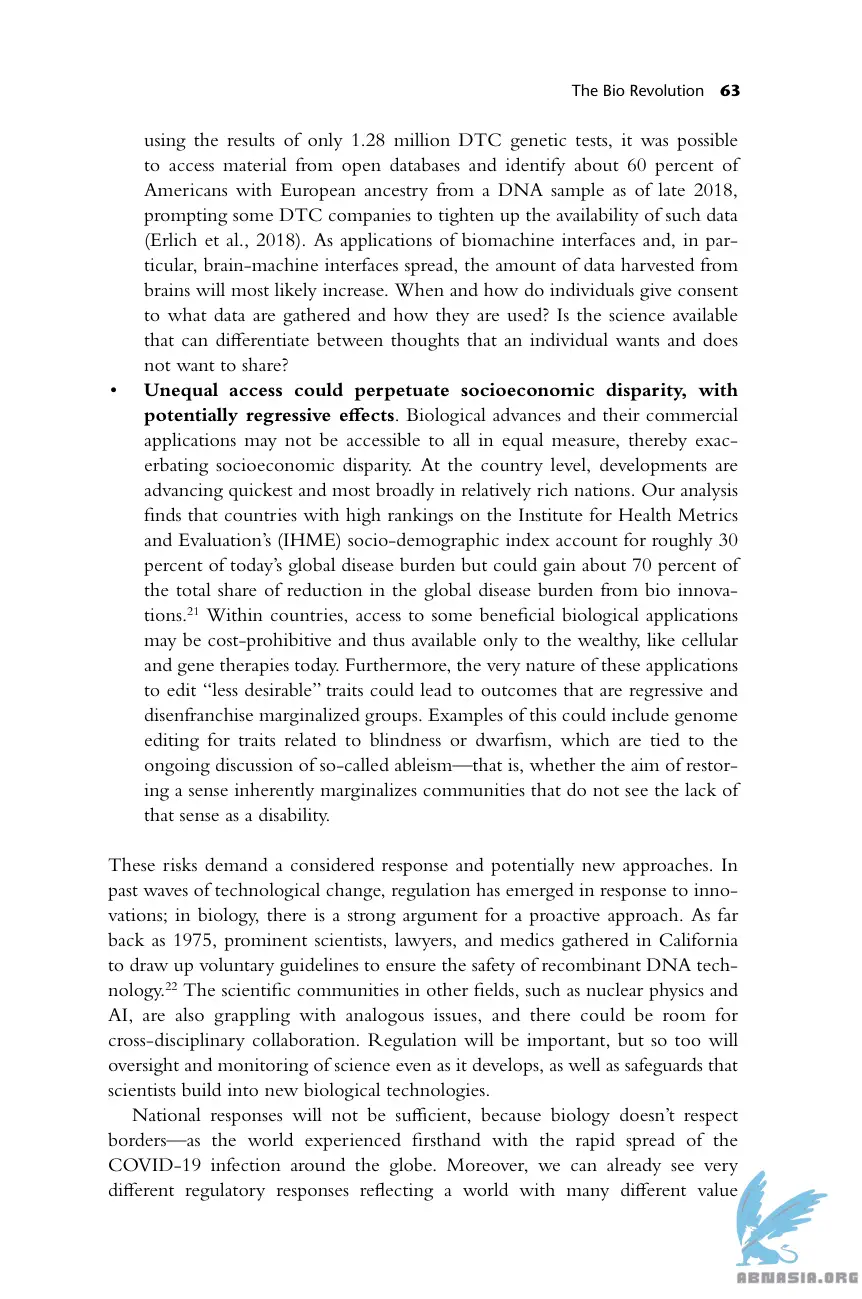 The Bio Revolution 63
using the results of only 1.28 million DTC genetic tests, it was possible
to access material from open databases and identify about 60 percent of
Americans with European ancestry from a DNA sample as of late 2018,
prompting some DTC companies to tighten up the availability of such data
(Erlich et al., 2018). As applications of biomachine interfaces and, in par-
ticular, brain-machine interfaces spread, the amount of data harvested from
brains will most likely increase. When and how do individuals give consent
to what data are gathered and how they are used? Is the science available
that can differentiate between thoughts that an individual wants and does
not want to share?
• Unequal access could perpetuate socioeconomic disparity, with
potentially regressive effects. Biological advances and their commercial
applications may not be accessible to all in equal measure, thereby exac-
erbating socioeconomic disparity. At the country level, developments are
advancing quickest and most broadly in relatively rich nations. Our analysis
finds that countries with high rankings on the Institute for Health Metrics
and Evaluation's (IHME) socio-demographic index account for roughly 30
percent of today's global disease burden but could gain about 70 percent of
the total share of reduction in the global disease burden from bio innova-
tions.21 Within countries, access to some beneficial biological applications
may be cost-prohibitive and thus available only to the wealthy, like cellular
and gene therapies today. Furthermore, the very nature of these applications
to edit “less desirable” traits could lead to outcomes that are regressive and
disenfranchise marginalized groups. Examples of this could include genome
editing for traits related to blindness or dwarfism, which are tied to the
ongoing discussion of so-called ableism—that is, whether the aim of restor-
ing a sense inherently marginalizes communities that do not see the lack of
that sense as a disability.
These risks demand a considered response and potentially new approaches. In
past waves of technological change, regulation has emerged in response to inno-
vations; in biology, there is a strong argument for a proactive approach. As far
back as 1975, prominent scientists, lawyers, and medics gathered in California
to draw up voluntary guidelines to ensure the safety of recombinant DNA tech-
nology.22 The scientific communities in other fields, such as nuclear physics and
AI, are also grappling with analogous issues, and there could be room for
cross-disciplinary collaboration. Regulation will be important, but so too will
oversight and monitoring of science even as it develops, as well as safeguards that
scientists build into new biological technologies.
National responses will not be sufficient, because biology doesn't respect
borders—as the world experienced firsthand with the rapid spread of the
COVID-19 infection around the globe. Moreover, we can already see very
different regulatory responses reflecting a world with many different value
ABNASIA.ORG